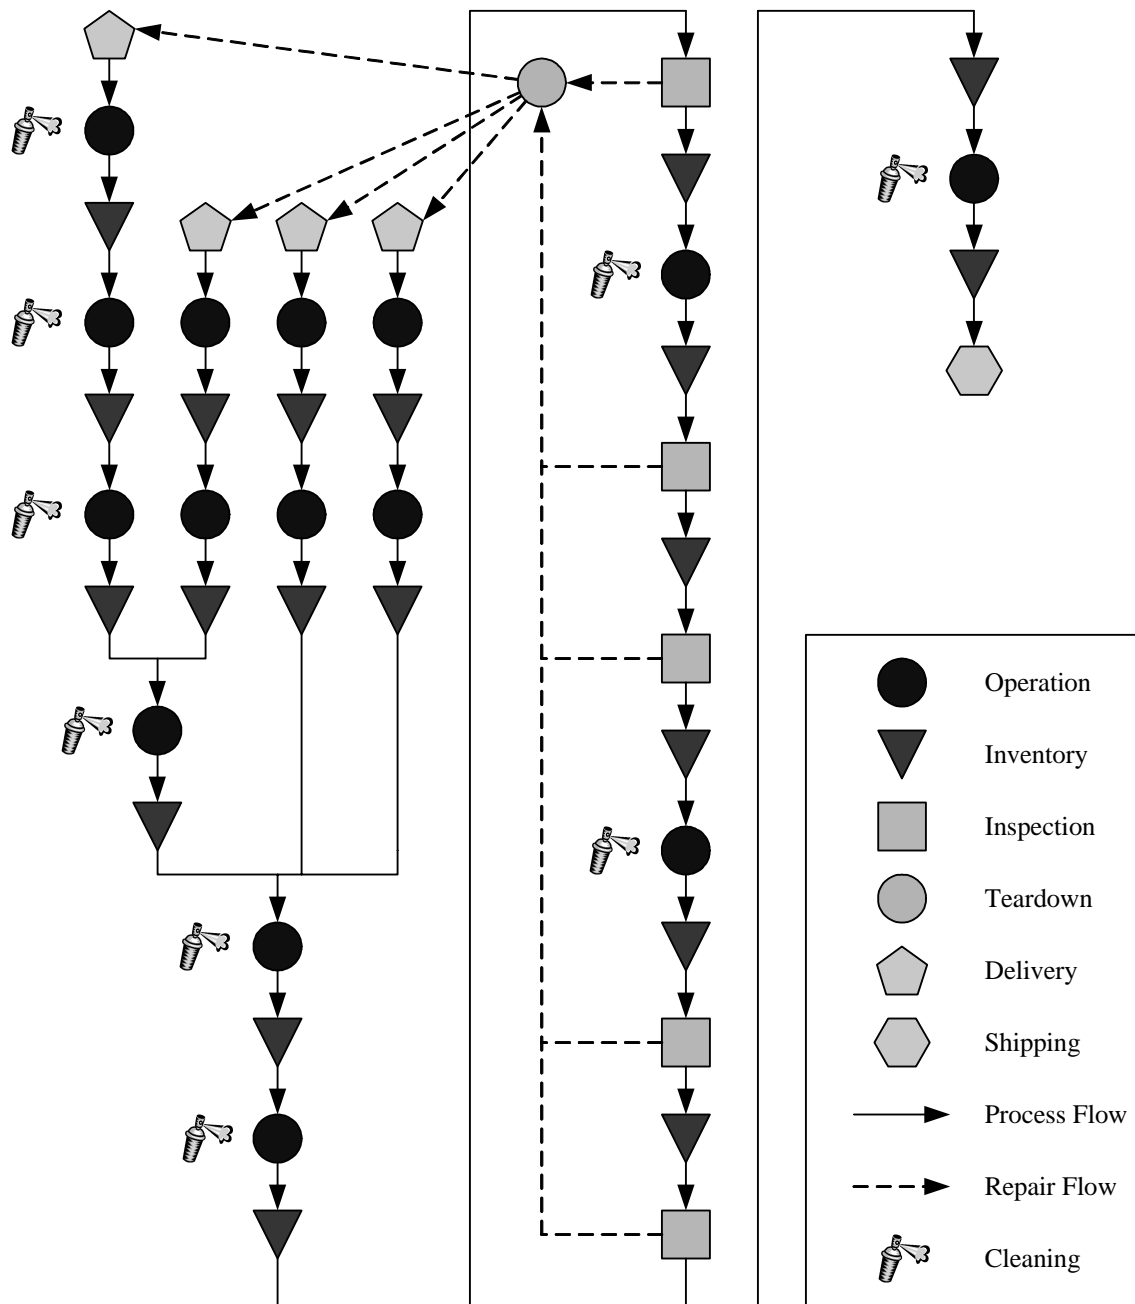 Operation
Inventory
Inspection
Teardown
Delivery
Shipping
Process Flow
Repair Flow
Cleaning